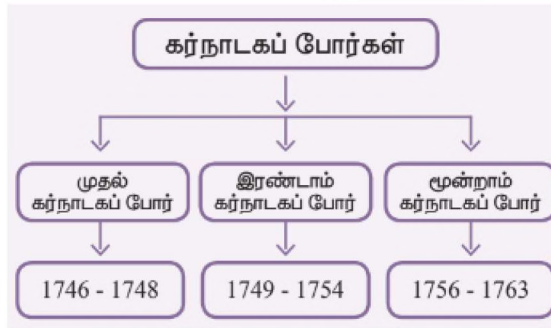 கர்நாடகப் போர்கள்
முதல்
கர்நாடகப் போர்
இரண்டாம்
கர்நாடகப் போர்
மூன்றாம்
கர்நாடகப் போர்
1746 - 1748
1749 - 1754
1756 - 1763